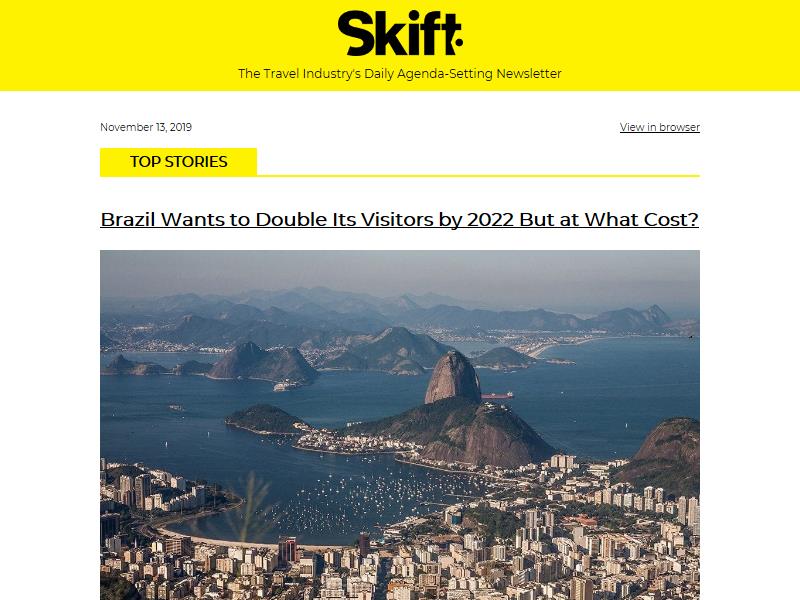 Skift
The Travel Industry's Daily Agenda-Setting Newsletter
November 13, 2019
View in browser
TOP STORIES
Brazil Wants to Double Its Visitors by 2022 But at What Cost?